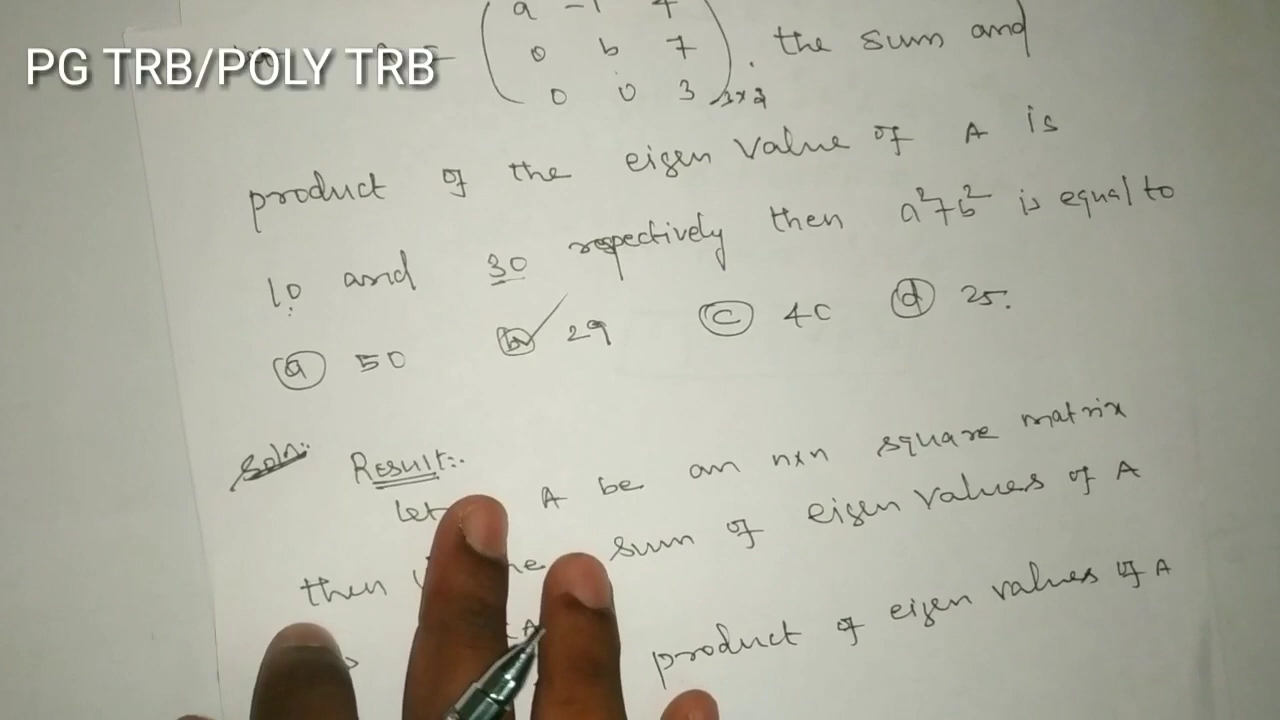 PG TRB/POLY TRB
a -1 4
0 b 7 . the sum and
0 0 3 3×3
product of the eigen value of A is
10 and 30 respectively then a²+b² is equal to
ⓐ 50 ⓑ 29 ⓒ 40 ⓓ 25.
Soln:
Result:-
Let A be an n×n square matrix
then sum of eigen values of A
product of eigen values of A